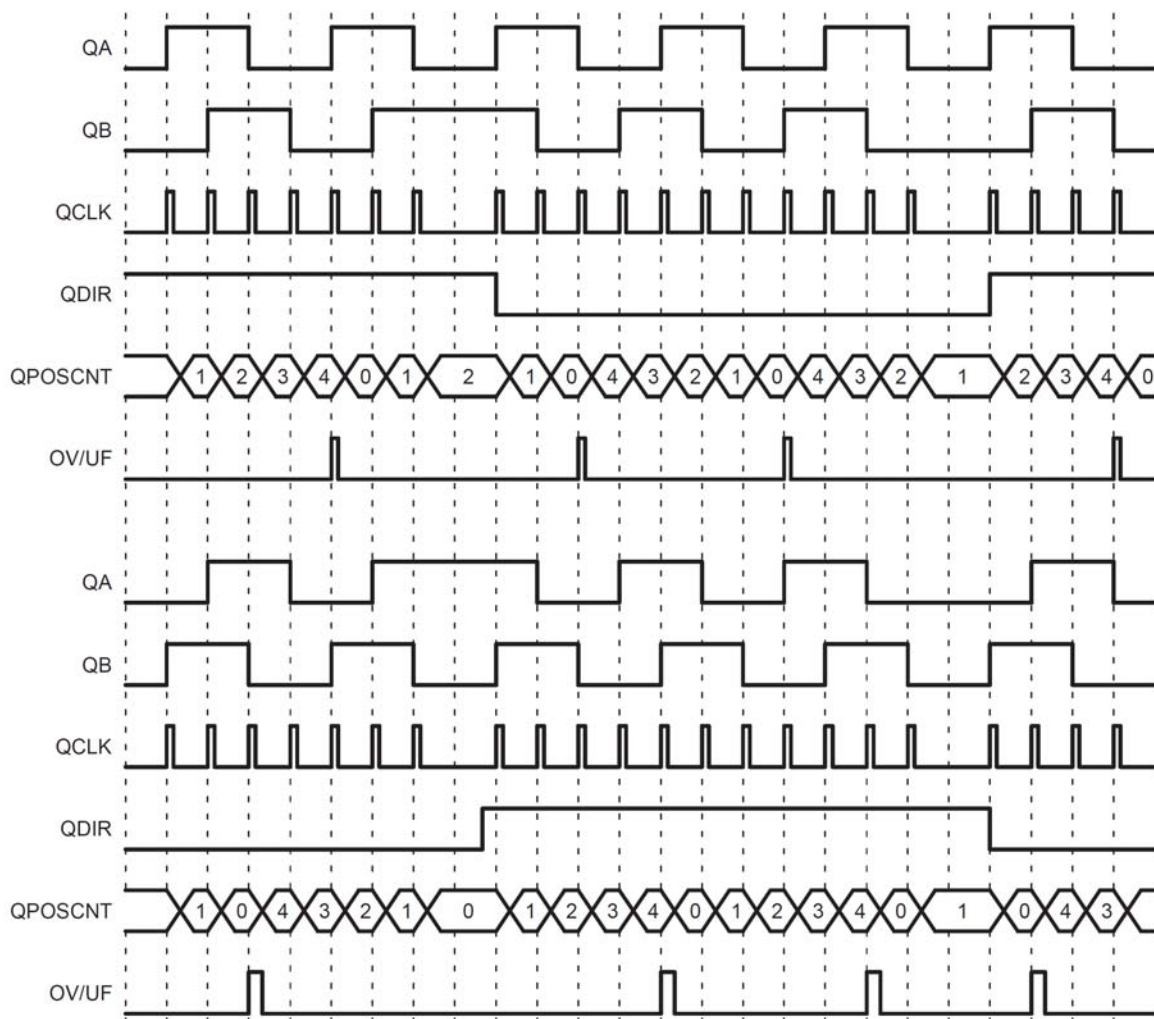 QA
QB
QCLK
QDIR
QPOSCNT 1 2 3 4 0 1 2 1 0 4 3 2 1 0 4 3 2 1 2 3 4 0
OV/UF
QA
QB
QCLK
QDIR
QPOSCNT 1 0 4 3 2 1 0 1 2 3 4 0 1 2 3 4 0 1 0 4 3
OV/UF